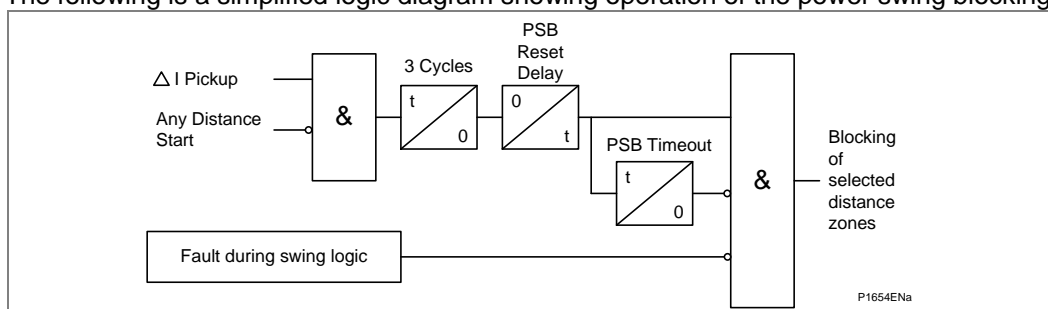 The following is a simplified logic diagram showing operation of the power swing blocking
PSB
Reset
Delay
3 Cycles
△ I Pickup
Any Distance
Start
&
t
0
0
t
PSB Timeout
t
0
&
Blocking
of
selected
distance
zones
Fault during swing logic
P1654ENa